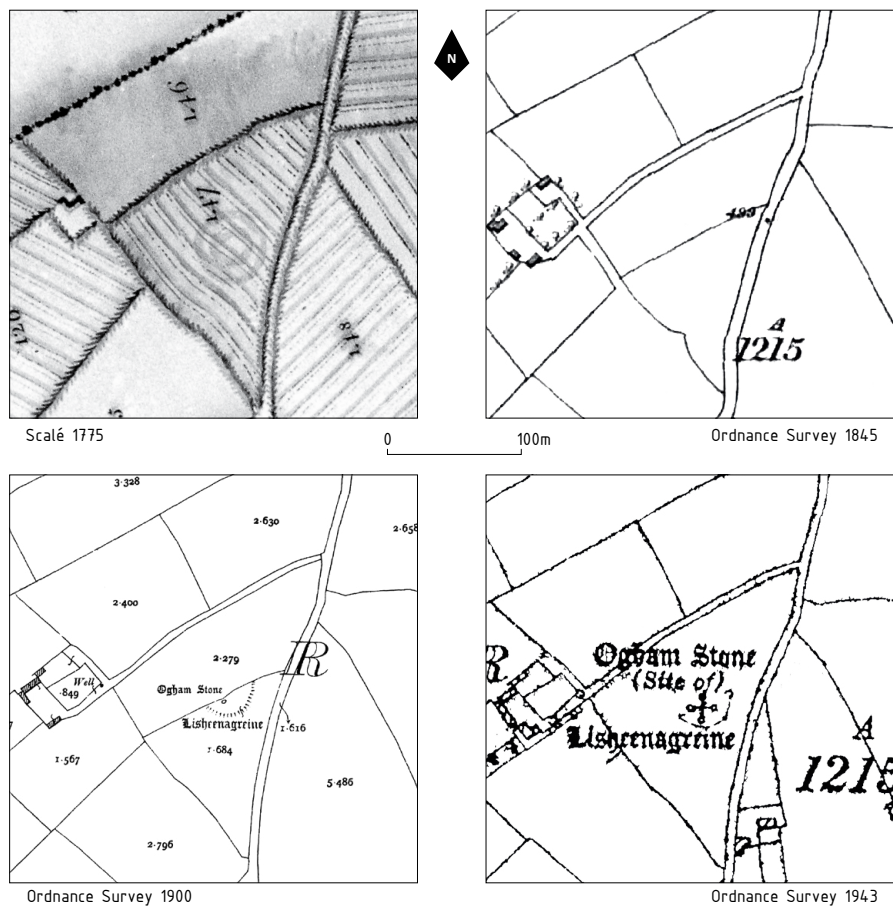 N
A
1215
Scalé 1775
0 100m
Ordnance Survey 1845
3·328
2·630
2·658
2·400
2·279
R
Well
·849
Ogham Stone
Lisheenagreine
1·616
1·567
1·684
5·486
2·796
R
Ogham Stone
(Site of)
Lisheenagreine
A
1215
Ordnance Survey 1900
Ordnance Survey 1943